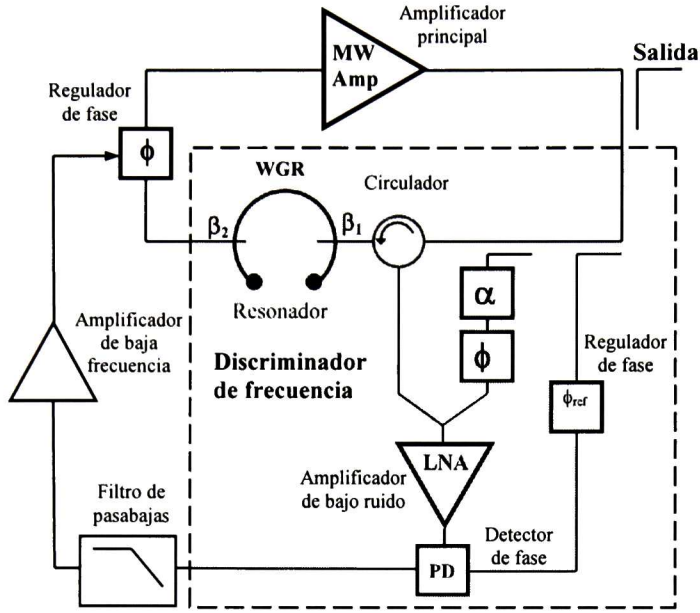 Amplificador
principal
MW
Amp
Salida
Regulador
de fase
ϕ
WGR
Circulador
β₂
β₁
Resonador
α
ϕ
Amplificador
de baja
frecuencia
Discriminador
de frecuencia
Regulador
de fase
ϕref
LNA
Amplificador
de bajo ruido
Filtro de
pasabajas
Detector
de fase
PD